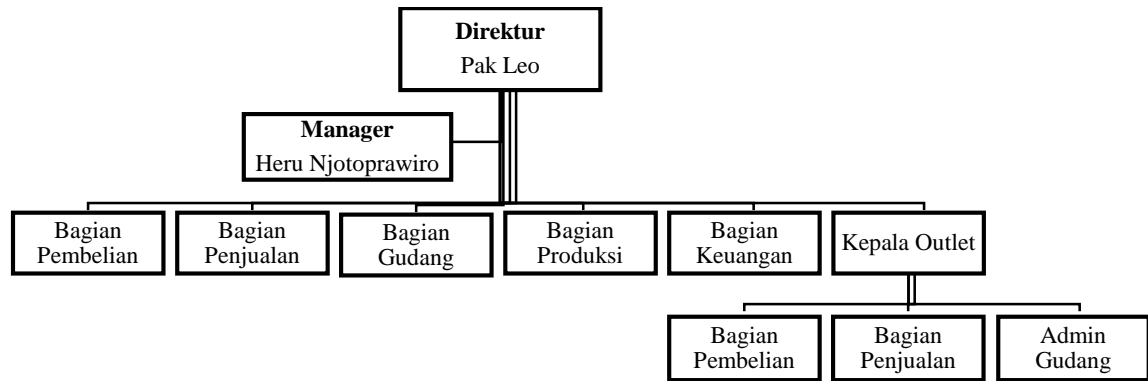 Direktur
Pak Leo
Manager
Heru Njotoprawiro
Bagian
Pembelian
Bagian
Penjualan
Bagian
Gudang
Bagian
Produksi
Bagian
Keuangan
Kepala Outlet
Bagian
Pembelian
Bagian
Penjualan
Admin
Gudang